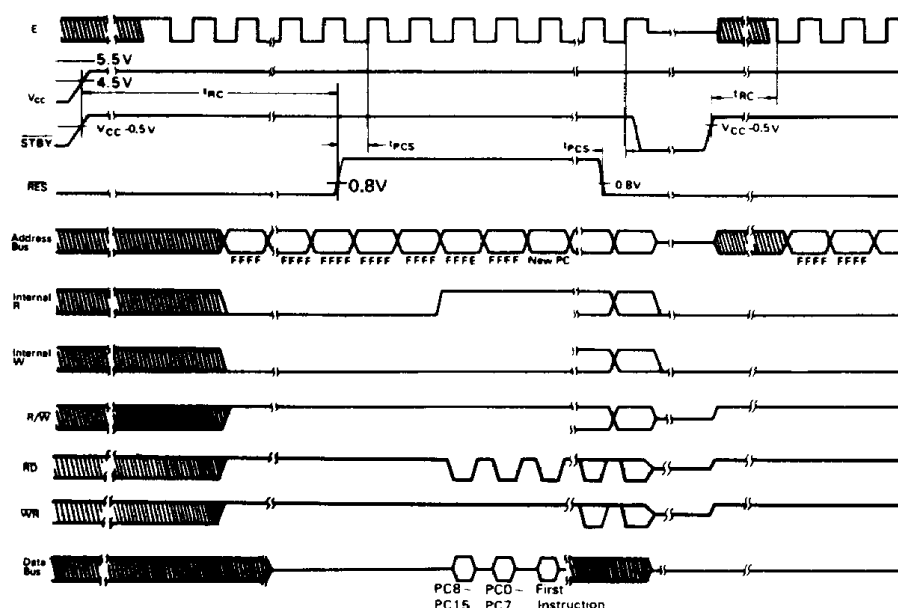 E
5.5V
4.5V
VCC
tRC
tRC
VCC -0.5V
VCC -0.5V
STBY
tPCS
tPCS
0.8V
0.8V
RES
Address
Bus
FFFF FFFF FFFF FFFF FFFF FFFE FFFF New PC FFFF FFFF
Internal
R
Internal
W
R/W
RD
WR
Data
Bus
PC8~ PC0~ First
PC15 PC7 Instruction